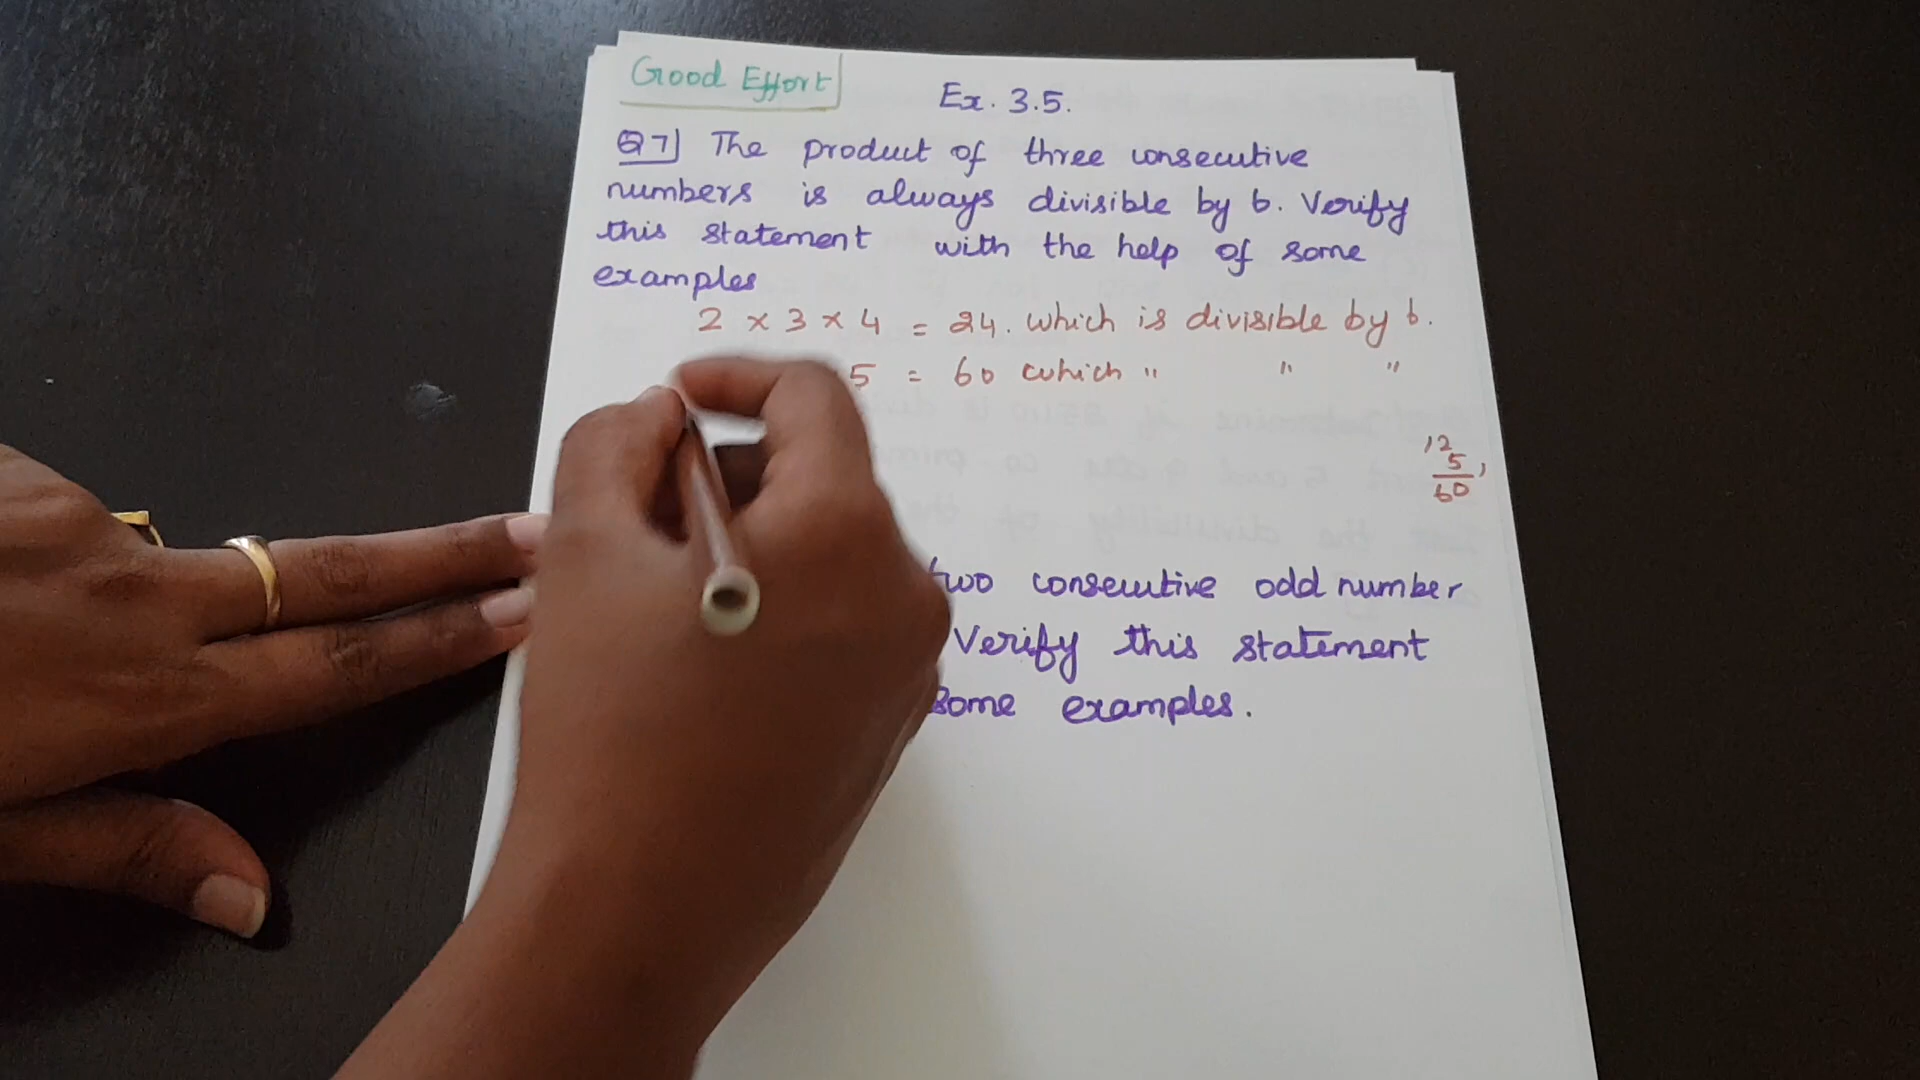 Good Effort
Ex. 3.5.
Q7] The product of three consecutive
numbers is always divisible by 6. Verify
this statement with the help of some
examples
2 x 3 x 4 = 24. which is divisible by 6.
5 = 60 which " " "
12
5
60
two consecutive odd number
Verify this statement
some examples.